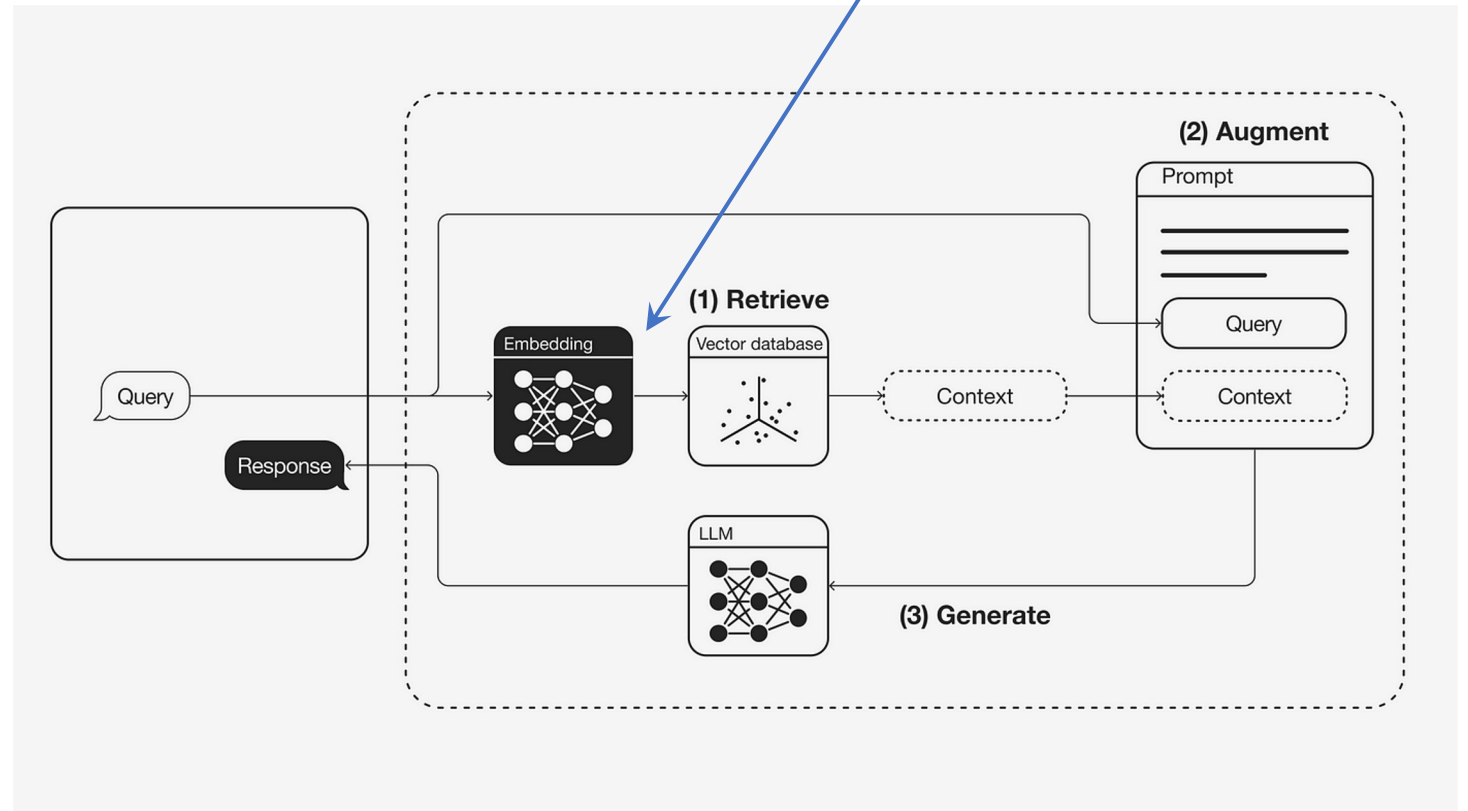 (2) Augment
Prompt
(1) Retrieve
Query
Embedding
Vector database
Query
Context
Context
Response
LLM
(3) Generate